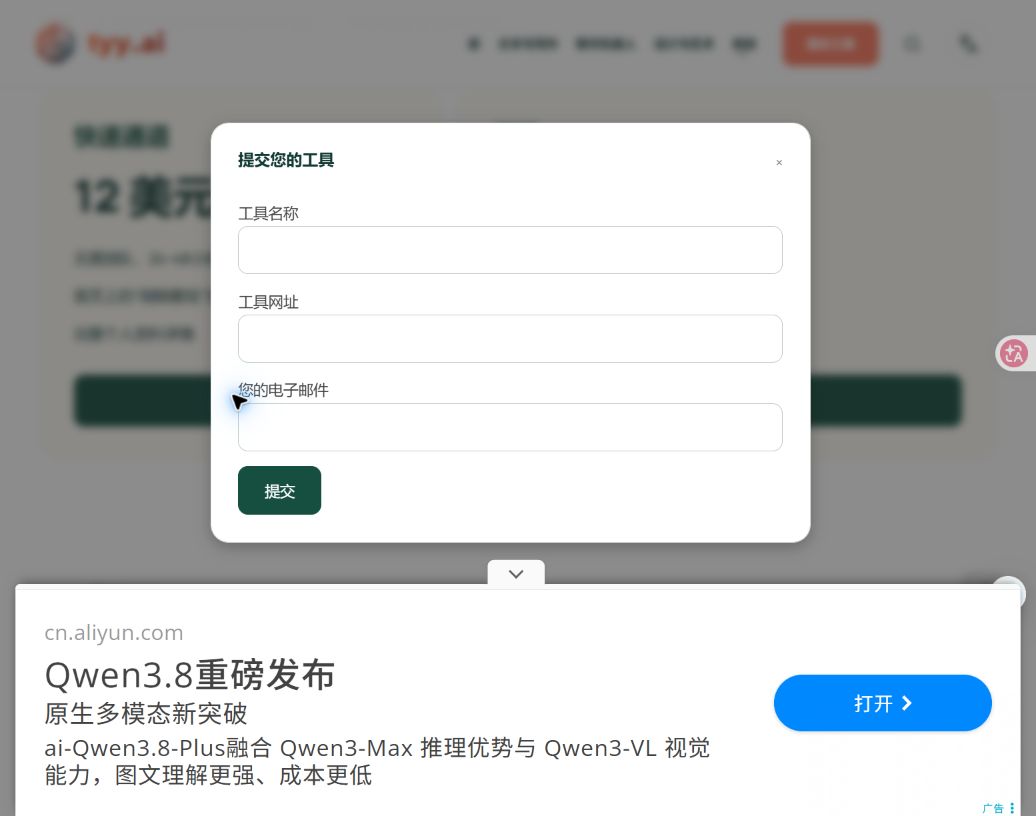 tyy.ai
快速通道
12 美元
提交您的工具
×
工具名称
工具网址
您的电子邮件
提交
cn.aliyun.com
Qwen3.8重磅发布
原生多模态新突破
ai-Qwen3.8-Plus融合 Qwen3-Max 推理优势与 Qwen3-VL 视觉
能力，图文理解更强、成本更低
打开
广告